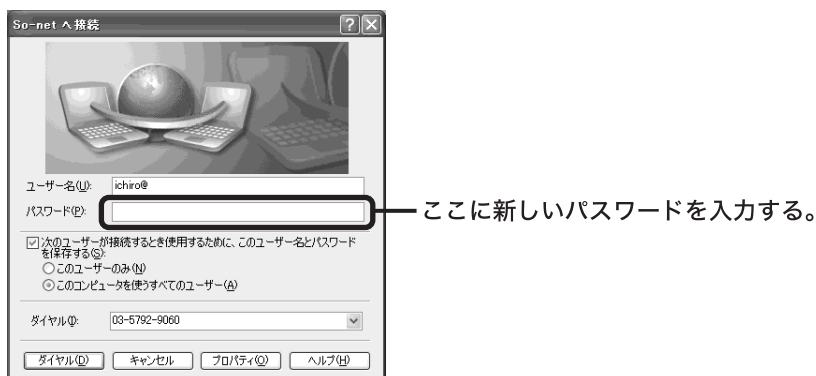 So-net へ接続
ユーザー名(U): ichiro@
パスワード(P):
ここに新しいパスワードを入力する。
次のユーザーが接続するとき使用するために、このユーザー名とパスワード
を保存する(S):
このユーザーのみ(N)
このコンピュータを使うすべてのユーザー(A)
ダイヤル(I): 03-5792-9060
ダイヤル(D) キャンセル プロパティ(O) ヘルプ(H)